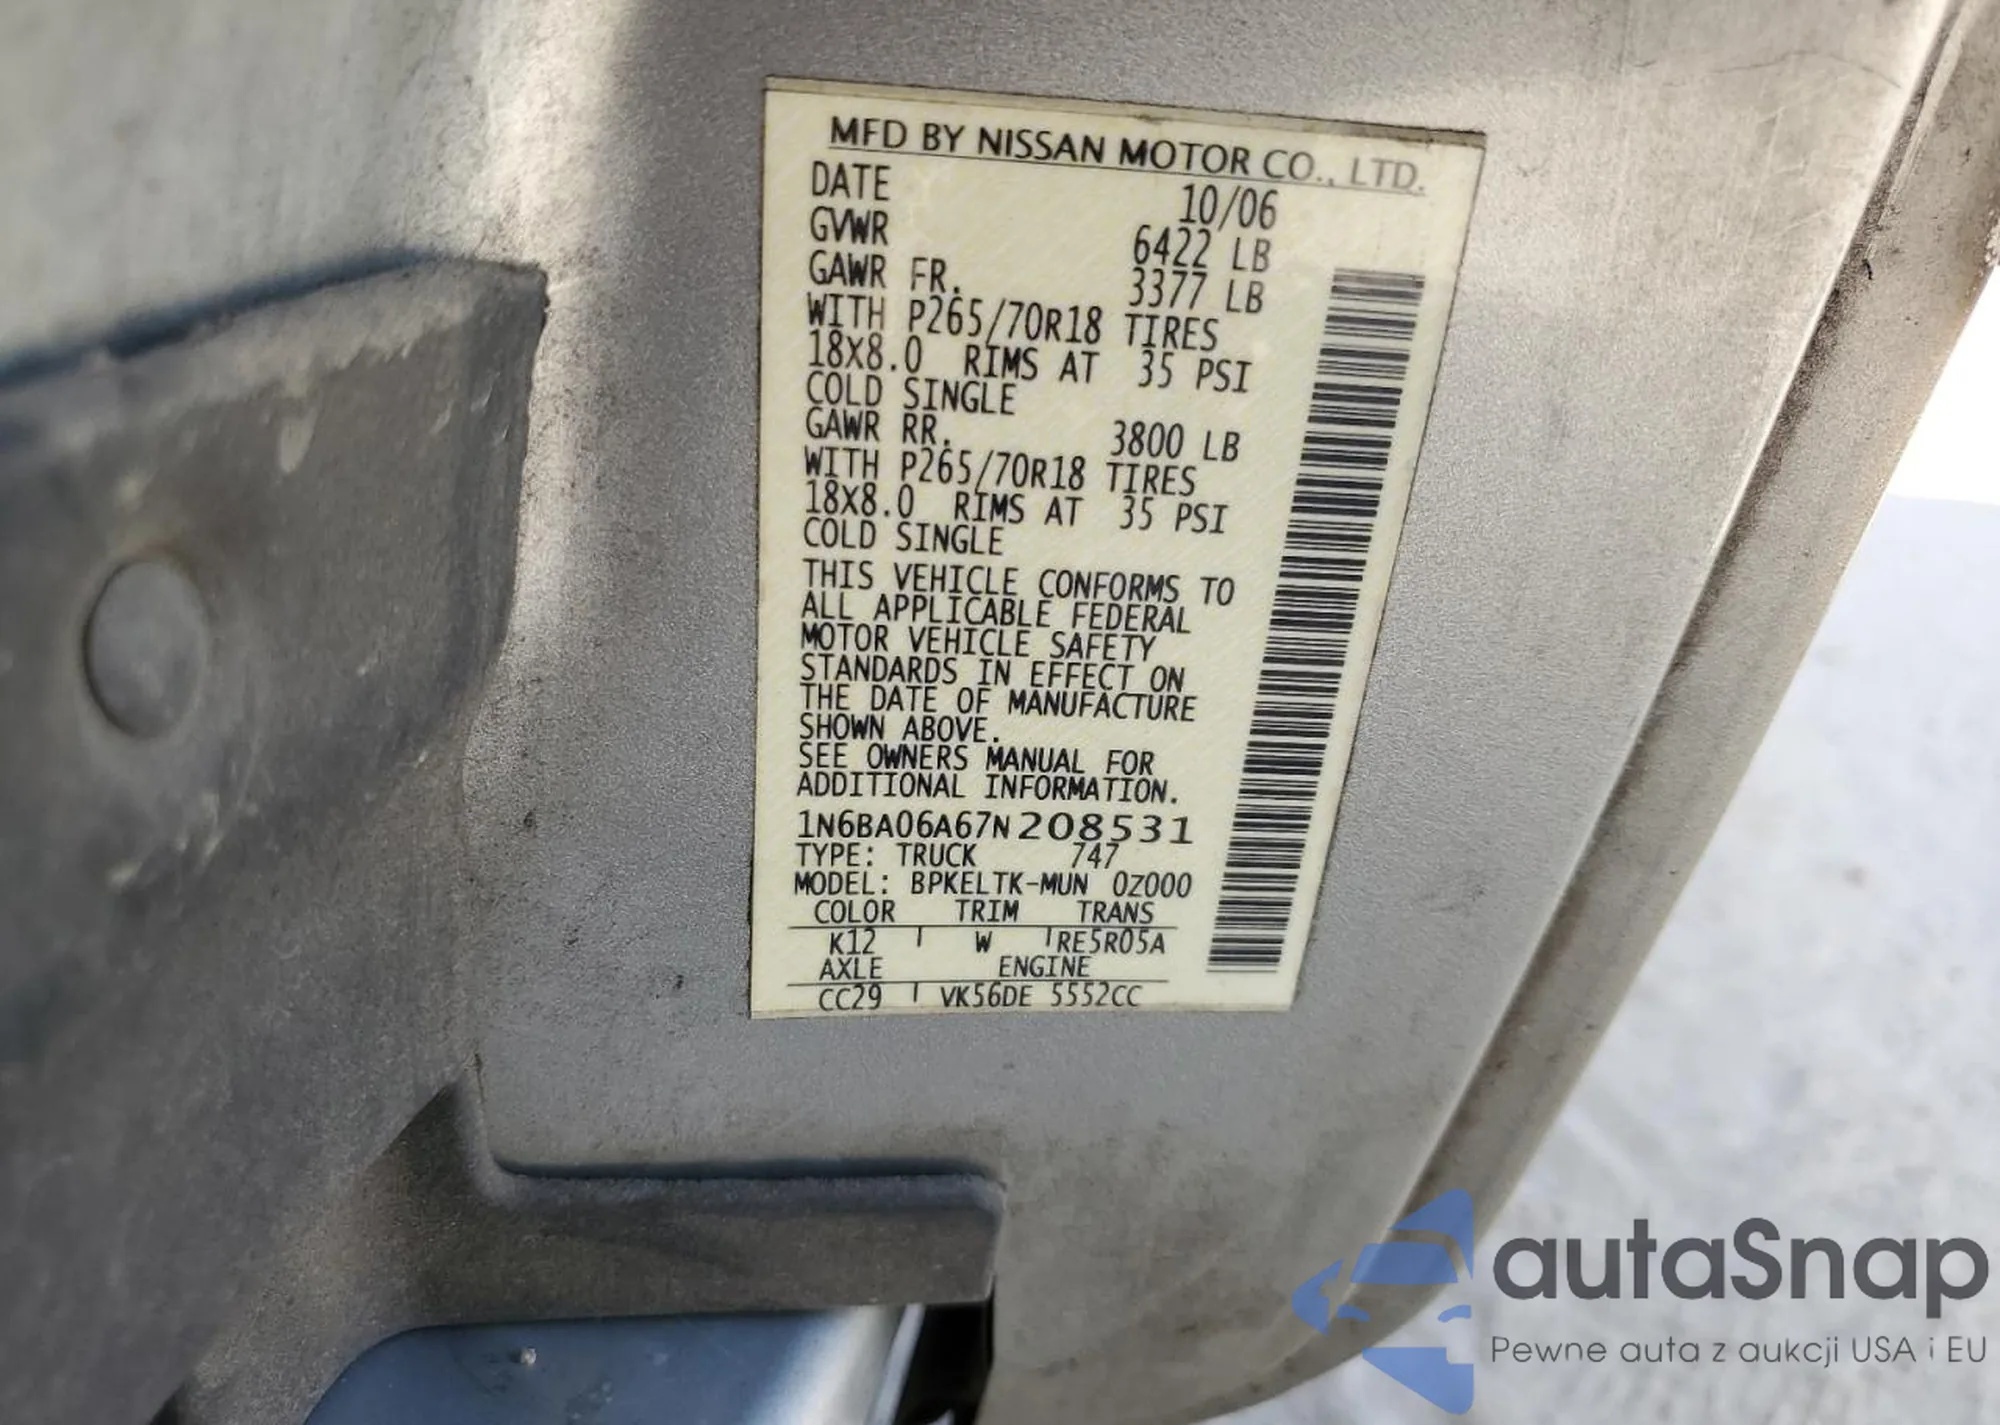 MFD BY NISSAN MOTOR CO., LTD.
DATE 10/06
GVWR 6422 LB
GAWR FR. 3377 LB
WITH P265/70R18 TIRES
18X8.0 RIMS AT 35 PSI
COLD SINGLE
GAWR RR. 3800 LB
WITH P265/70R18 TIRES
18X8.0 RIMS AT 35 PSI
COLD SINGLE
THIS VEHICLE CONFORMS TO
ALL APPLICABLE FEDERAL
MOTOR VEHICLE SAFETY
STANDARDS IN EFFECT ON
THE DATE OF MANUFACTURE
SHOWN ABOVE.
SEE OWNERS MANUAL FOR
ADDITIONAL INFORMATION.
1N6BA06A67N208531
TYPE: TRUCK 747
MODEL: BPKELTK-MUN 0Z000
COLOR TRIM TRANS
K12 W RE5R05A
AXLE ENGINE
CC29 VK56DE 5552CC
autaSnap
Pewne auta z aukcji USA i EU